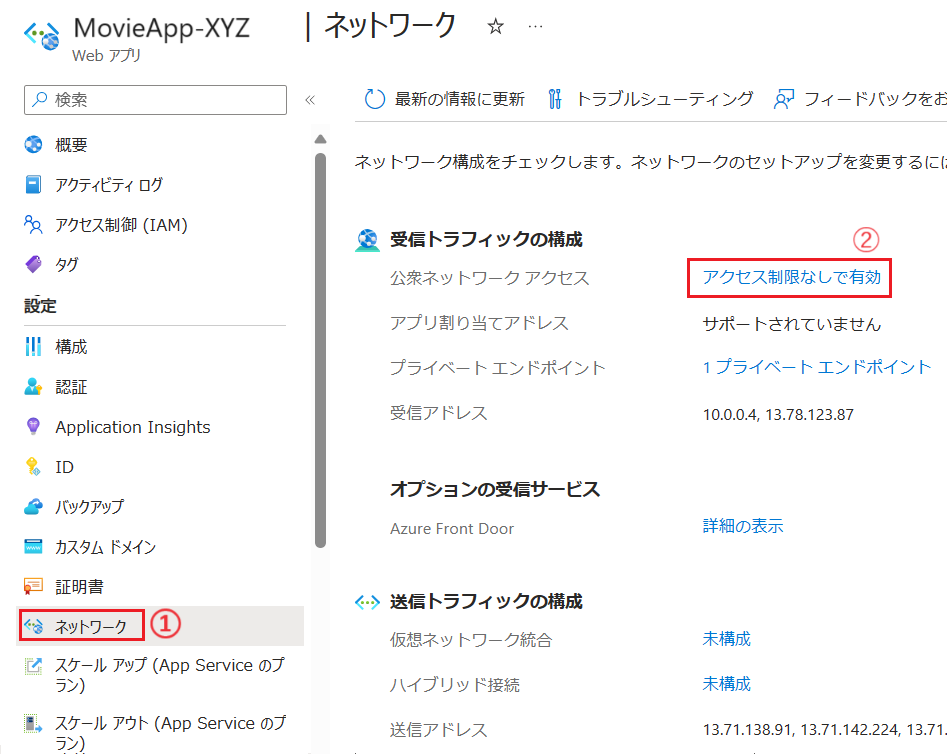 MovieApp-XYZ | ネットワーク ☆ …
Web アプリ
検索 «
概要
アクティビティ ログ
アクセス制御 (IAM)
タグ
設定
構成
認証
Application Insights
ID
バックアップ
カスタム ドメイン
証明書
ネットワーク ①
スケール アップ (App Service のプ
ラン)
スケール アウト (App Service のプ
ラン)
最新の情報に更新 トラブルシューティング フィードバックをお
ネットワーク構成をチェックします。ネットワークのセットアップを変更するには
受信トラフィックの構成 ②
公衆ネットワーク アクセス アクセス制限なしで有効
アプリ割り当てアドレス サポートされていません
プライベート エンドポイント 1 プライベート エンドポイント
受信アドレス 10.0.0.4, 13.78.123.87
オプションの受信サービス
Azure Front Door 詳細の表示
送信トラフィックの構成
仮想ネットワーク統合 未構成
ハイブリッド接続 未構成
送信アドレス 13.71.138.91, 13.71.142.224, 13.71.